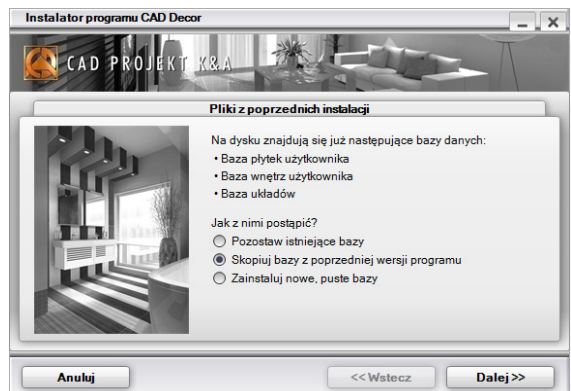 Instalator programu CAD Decor
CAD PROJEKT K&A
Pliki z poprzednich instalacji
Na dysku znajdują się już następujące bazy danych:
• Baza płytek użytkownika
• Baza wnętrz użytkownika
• Baza układów
Jak z nimi postąpić?
Pozostaw istniejące bazy
Skopiuj bazy z poprzedniej wersji programu
Zainstaluj nowe, puste bazy
Anuluj
<< Wstecz
Dalej >>